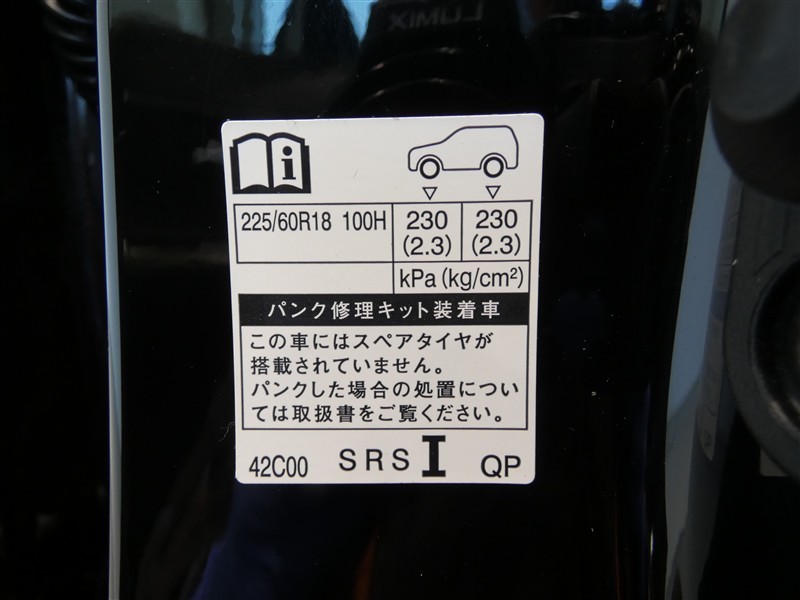 LUMIX
225/60R18 100H 230 (2.3) 230 (2.3)
kPa (kg/cm²)
パンク修理キット装着車
この車にはスペアタイヤが
搭載されていません。
パンクした場合の処置につい
ては取扱書をご覧ください。
42C00 SRS I QP